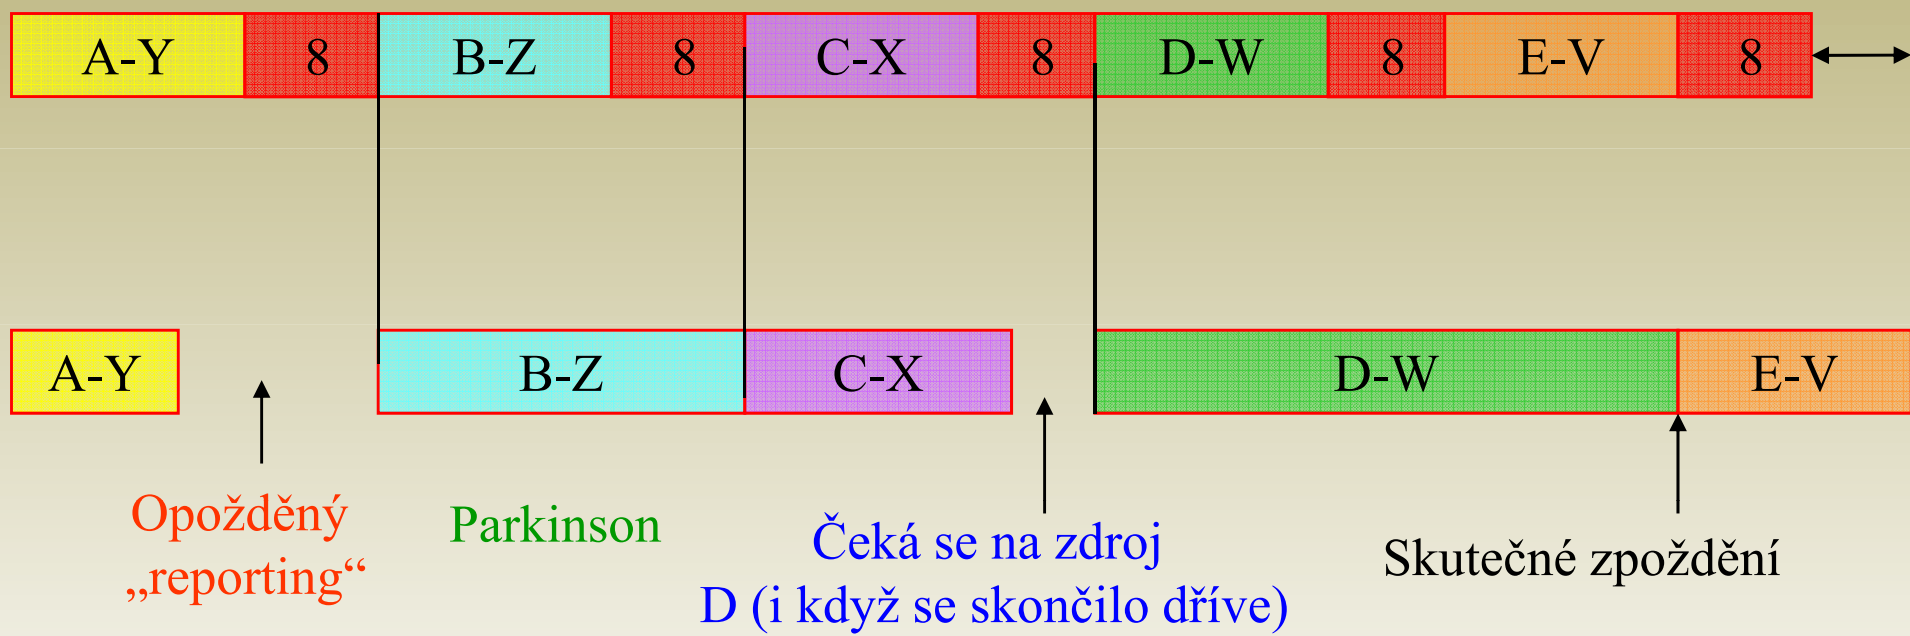 A-Y 8 B-Z 8 C-X 8 D-W 8 E-V 8
A-Y B-Z C-X D-W E-V
Opožděný
„reporting“
Parkinson
Čeká se na zdroj
D (i když se skončilo dříve)
Skutečné zpoždění